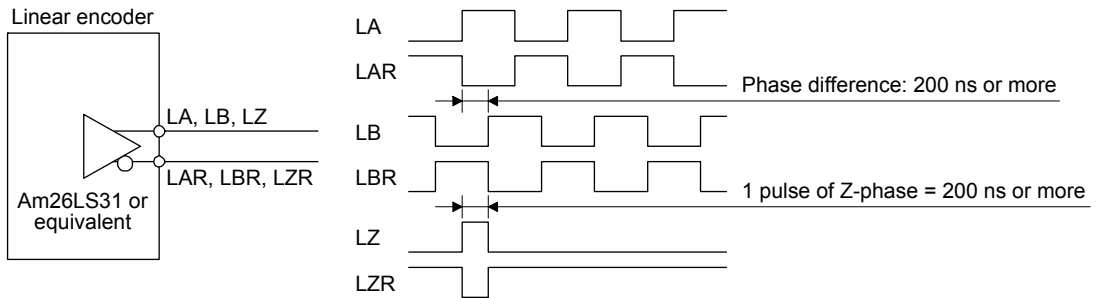 Linear encoder
LA, LB, LZ
LAR, LBR, LZR
Am26LS31 or
equivalent
LA
LAR
Phase difference: 200 ns or more
LB
LBR
1 pulse of Z-phase = 200 ns or more
LZ
LZR